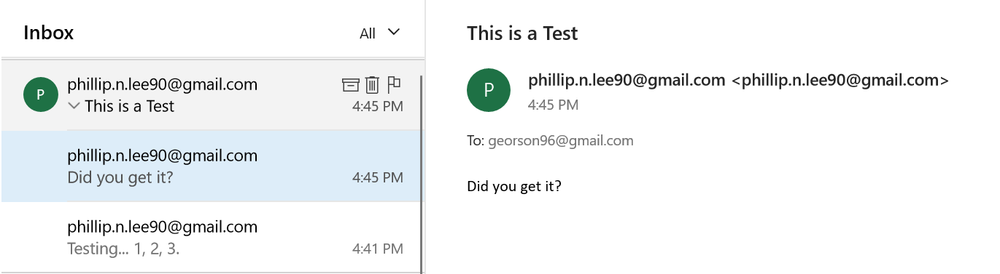 Inbox
All
P
phillip.n.lee90@gmail.com
This is a Test
4:45 PM
phillip.n.lee90@gmail.com
Did you get it?
4:45 PM
phillip.n.lee90@gmail.com
Testing... 1, 2, 3.
4:41 PM
This is a Test
P
phillip.n.lee90@gmail.com <phillip.n.lee90@gmail.com>
4:45 PM
To: georson96@gmail.com
Did you get it?